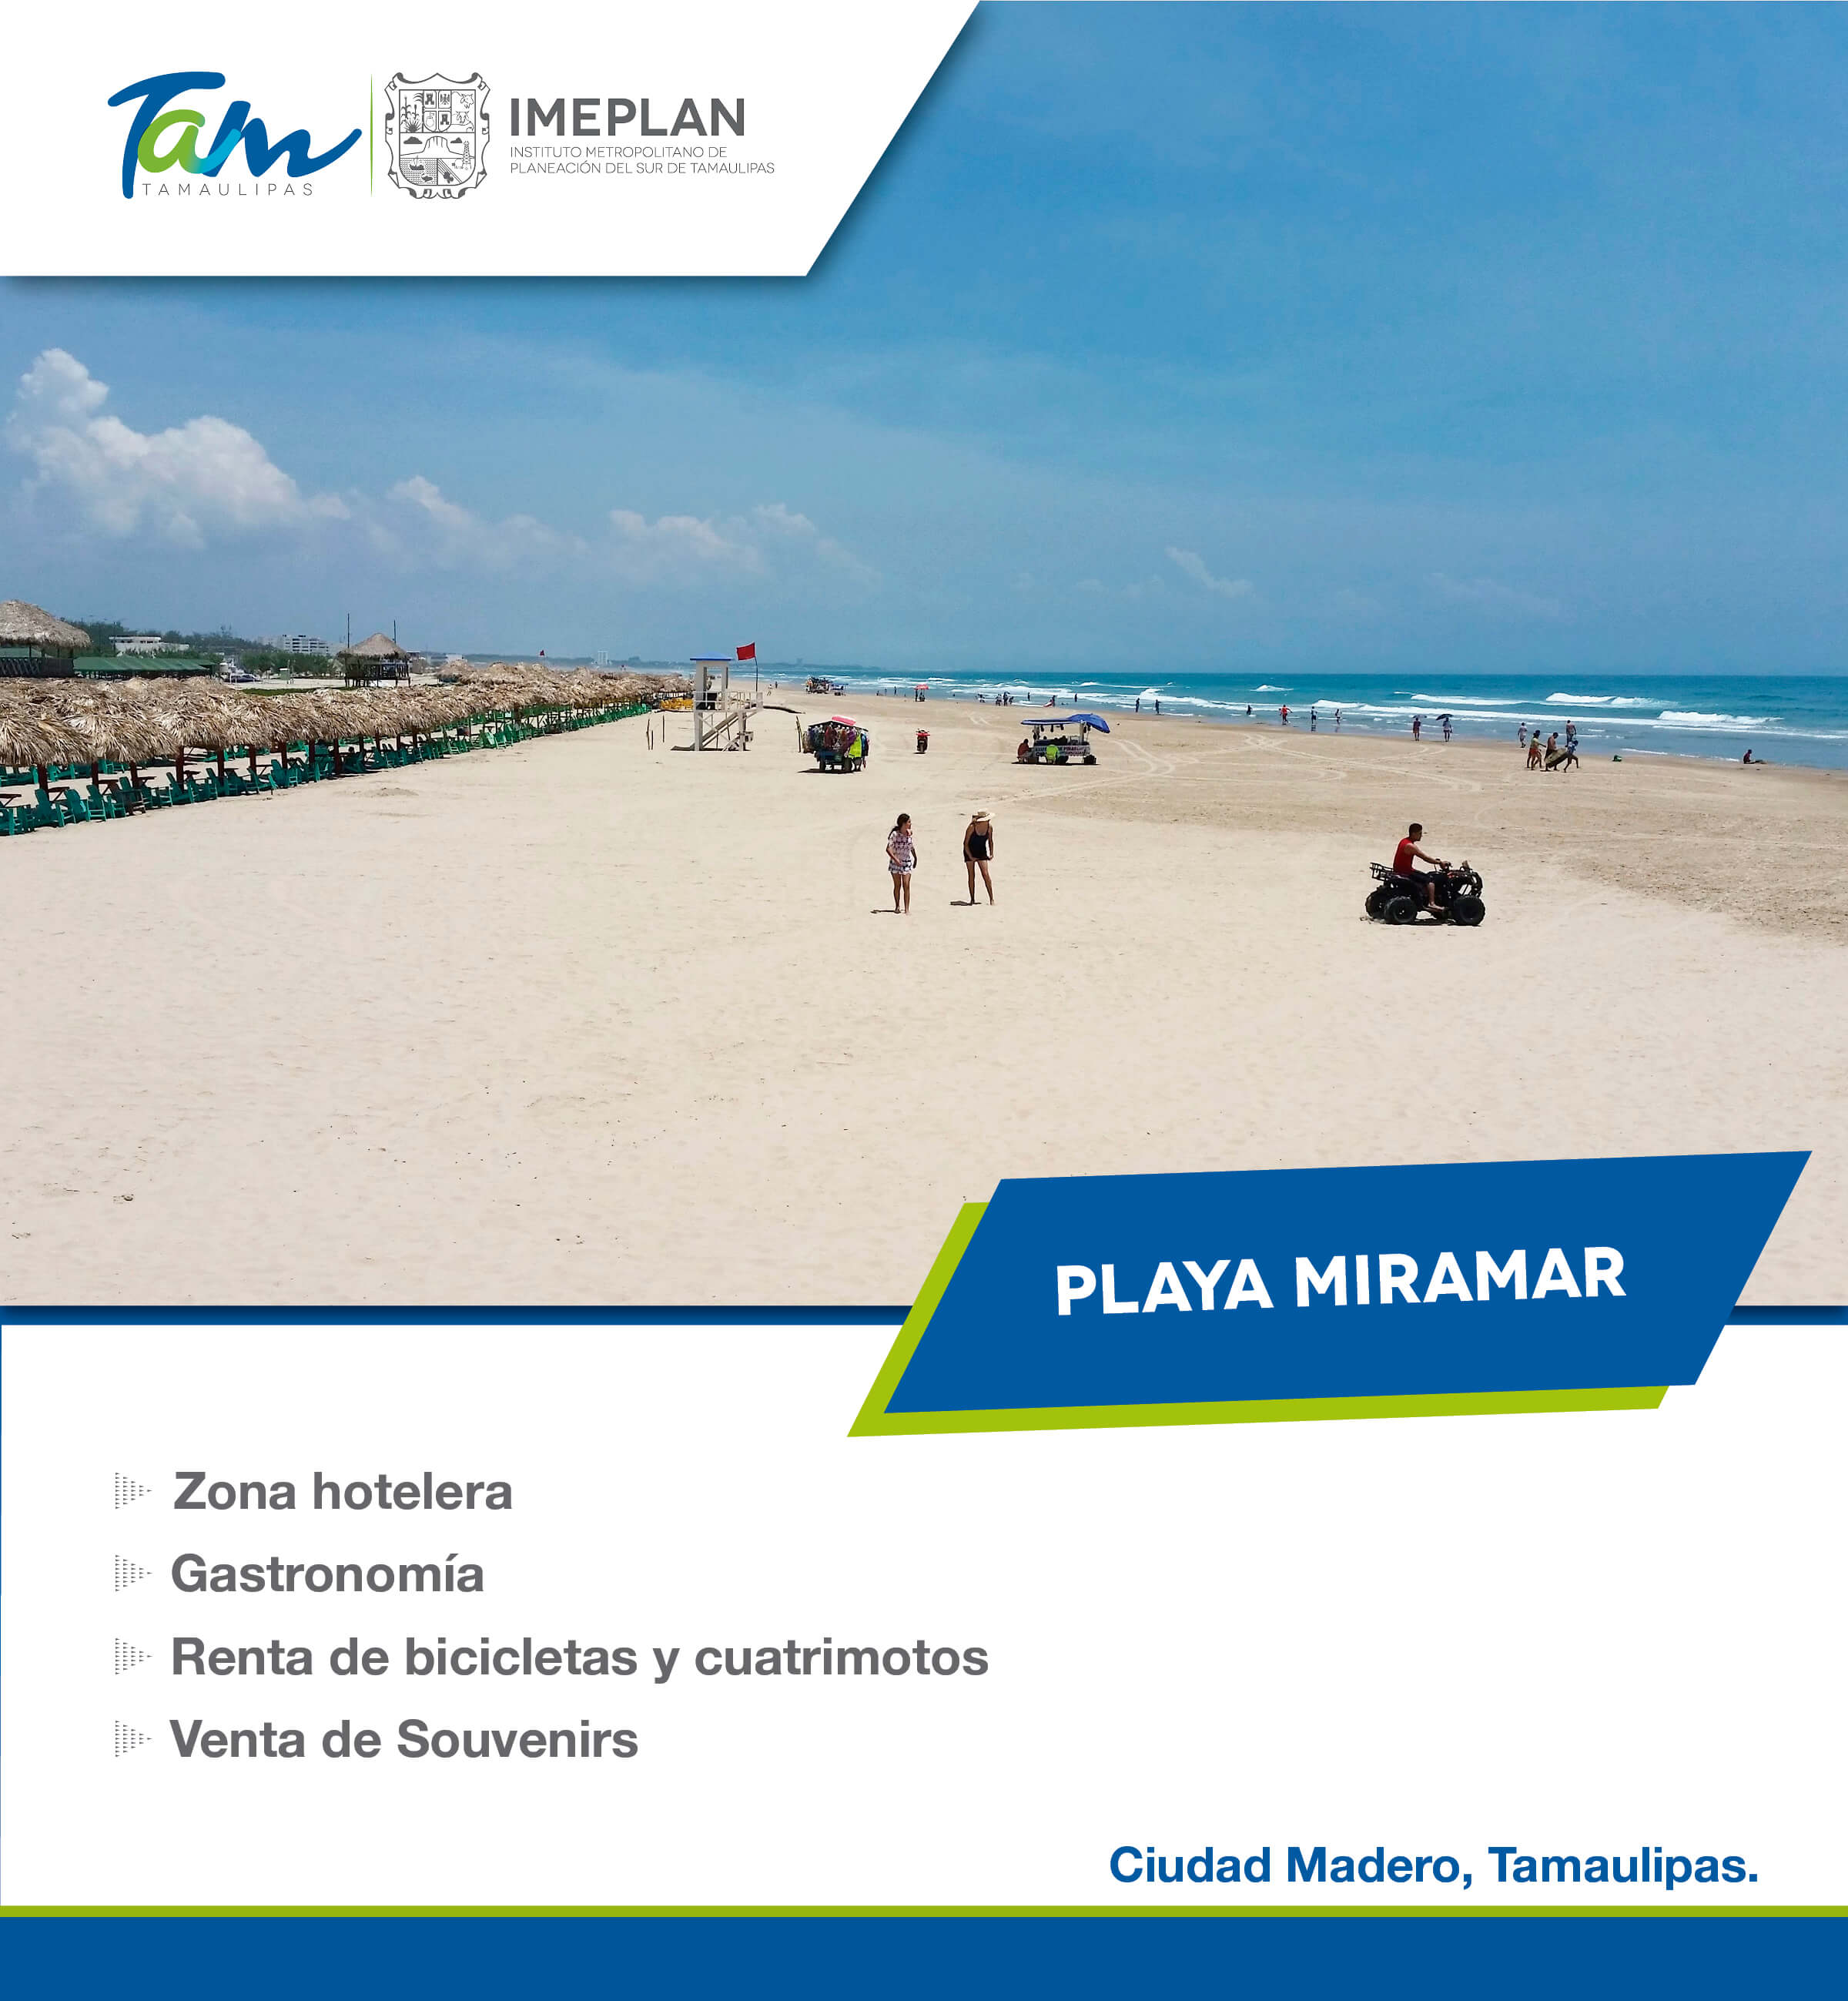 Tam
TAMAULIPAS
IMEPLAN
INSTITUTO METROPOLITANO DE
PLANEACIÓN DEL SUR DE TAMAULIPAS
PLAYA MIRAMAR
Zona hotelera
Gastronomía
Renta de bicicletas y cuatrimotos
Venta de Souvenirs
Ciudad Madero, Tamaulipas.